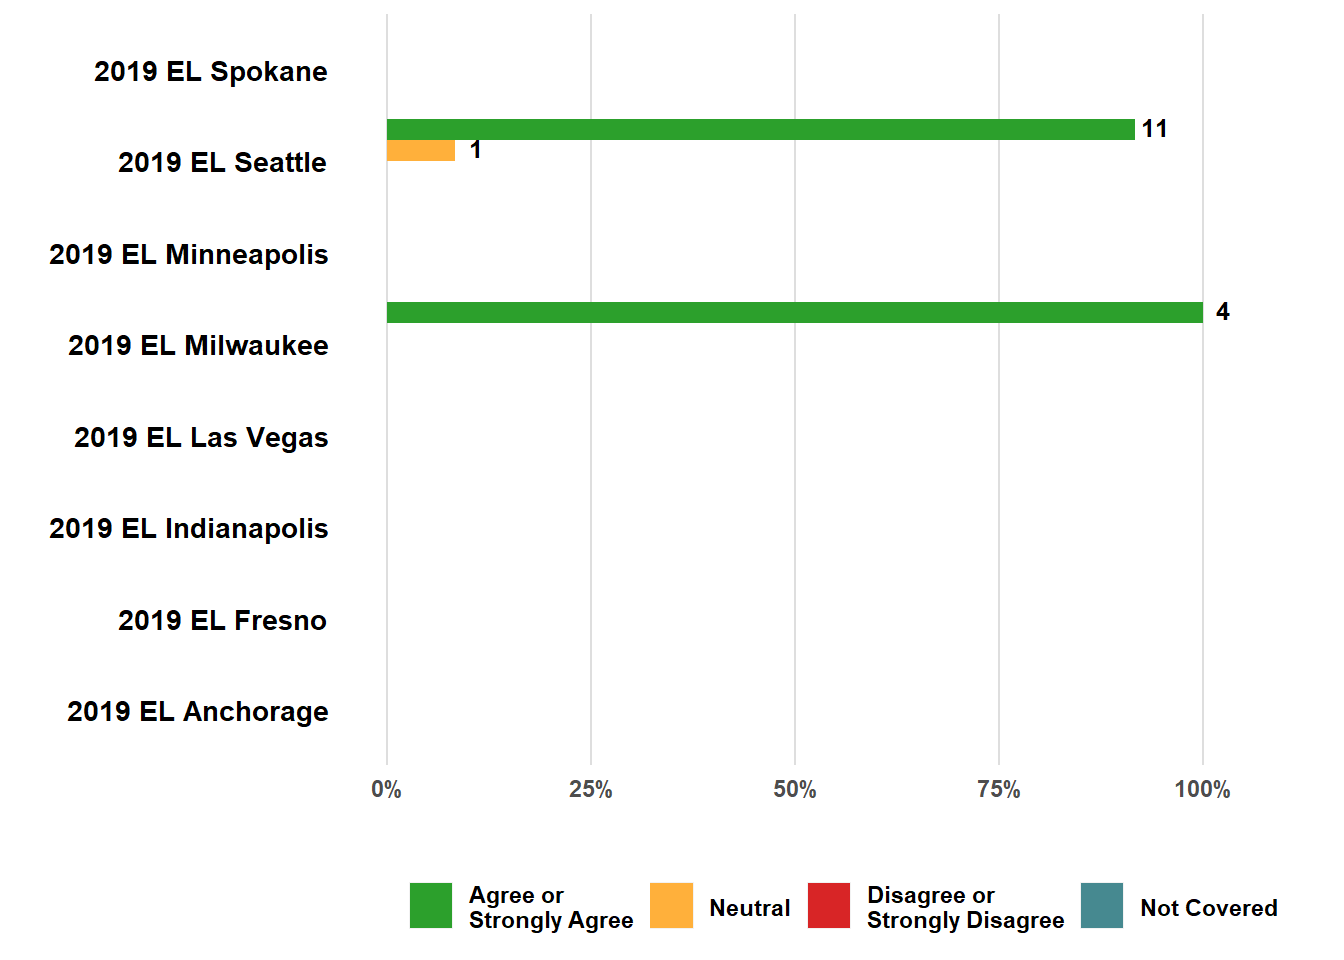 2019 EL Spokane
11
1
2019 EL Seattle
2019 EL Minneapolis
4
2019 EL Milwaukee
2019 EL Las Vegas
2019 EL Indianapolis
2019 EL Fresno
2019 EL Anchorage
0% 25% 50% 75% 100%
Agree or
Strongly Agree
Neutral
Disagree or
Strongly Disagree
Not Covered